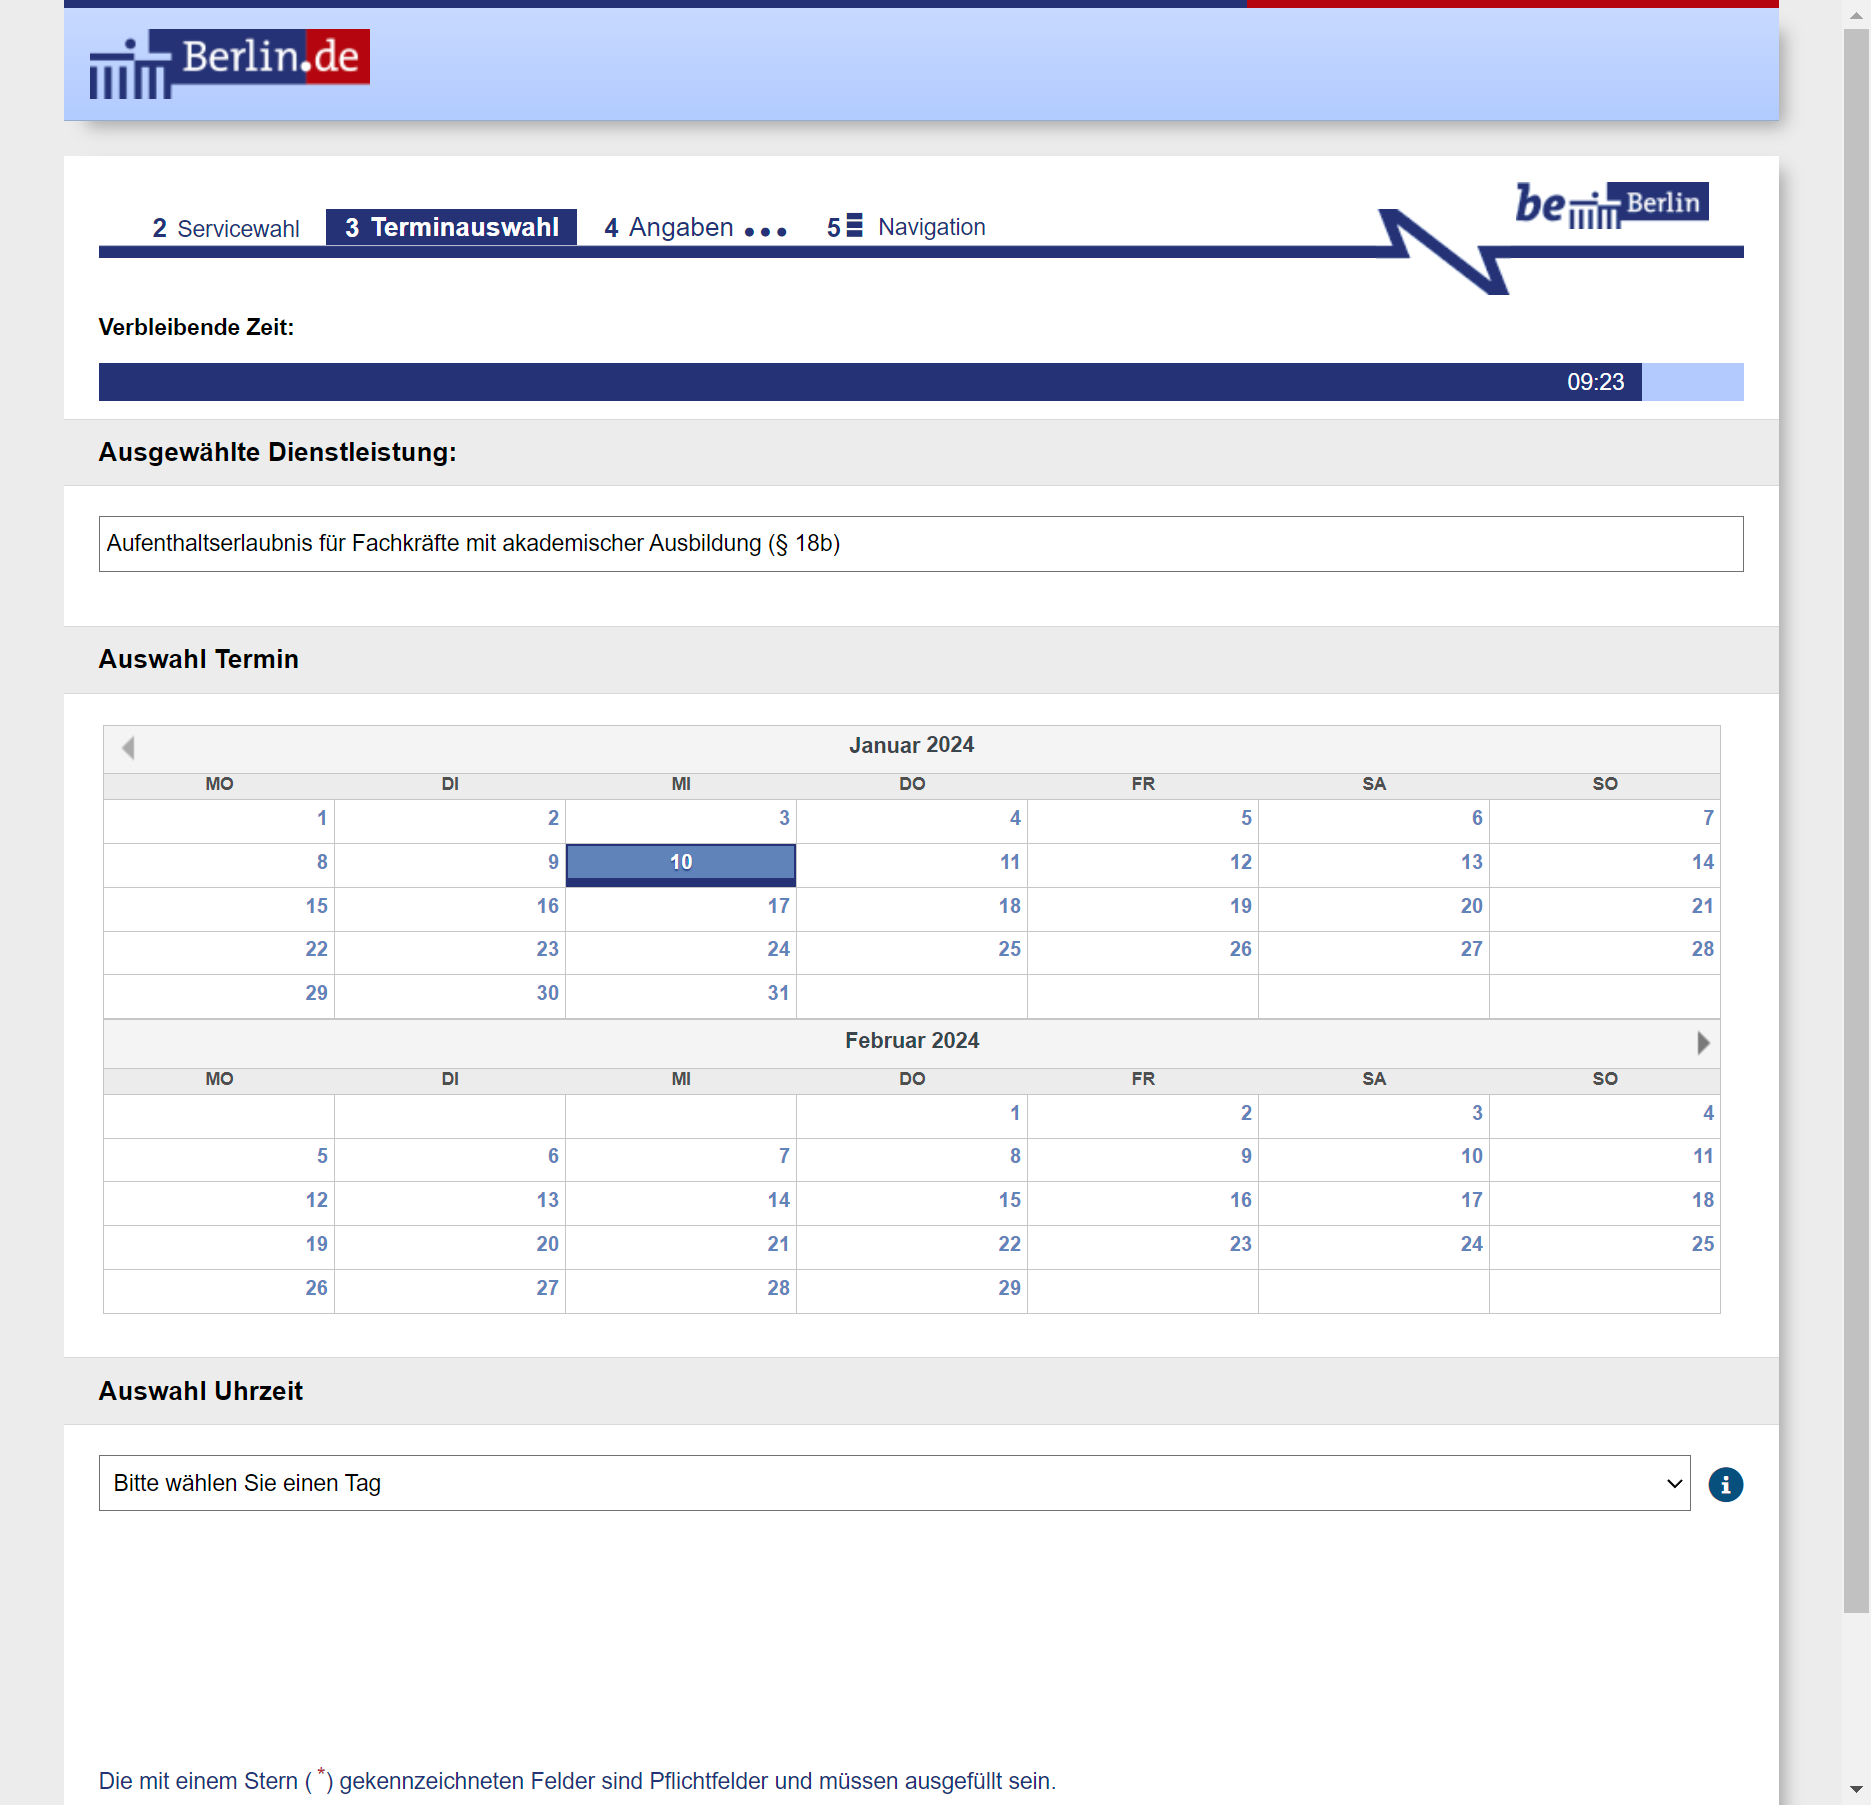 Berlin.de
be Berlin
2 Servicewahl 3 Terminauswahl 4 Angaben ... 5 Navigation
Verbleibende Zeit:
09:23
Ausgewählte Dienstleistung:
Aufenthaltserlaubnis für Fachkräfte mit akademischer Ausbildung (§ 18b)
Auswahl Termin
Januar 2024
MO DI MI DO FR SA SO
1 2 3 4 5 6 7
8 9 10 11 12 13 14
15 16 17 18 19 20 21
22 23 24 25 26 27 28
29 30 31
Februar 2024
MO DI MI DO FR SA SO
1 2 3 4
5 6 7 8 9 10 11
12 13 14 15 16 17 18
19 20 21 22 23 24 25
26 27 28 29
Auswahl Uhrzeit
Bitte wählen Sie einen Tag
Die mit einem Stern ( *) gekennzeichneten Felder sind Pflichtfelder und müssen ausgefüllt sein.